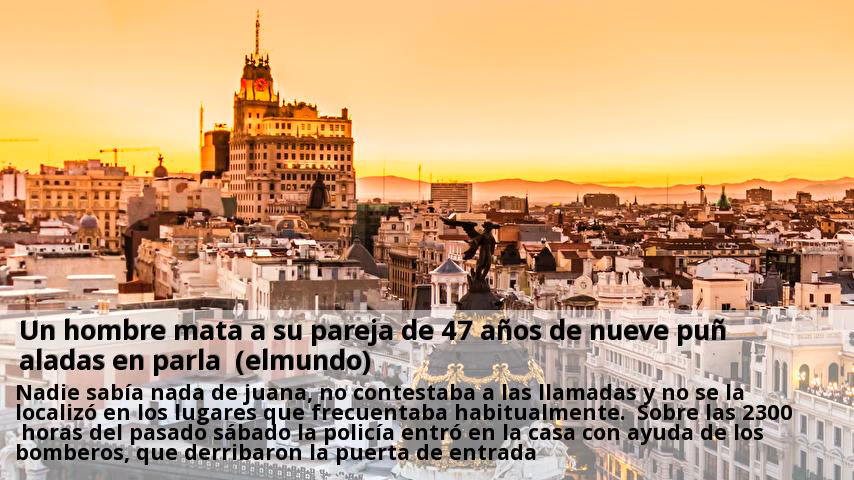 Un hombre mata a su pareja de 47 años de nueve puñ
aladas en parla  (elmundo)
Nadie sabía nada de juana, no contestaba a las llamadas y no se la
localizó en los lugares que frecuentaba habitualmente.  Sobre las 2300
horas del pasado sábado la policía entró en la casa con ayuda de los
bomberos, que derribaron la puerta de entrada